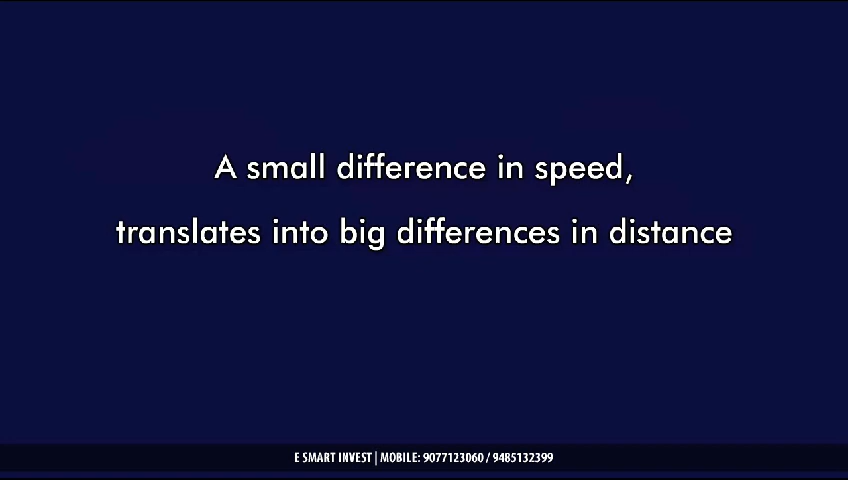 A small difference in speed,
translates into big differences in distance
E SMART INVEST | MOBILE: 9077123060 / 9485132399